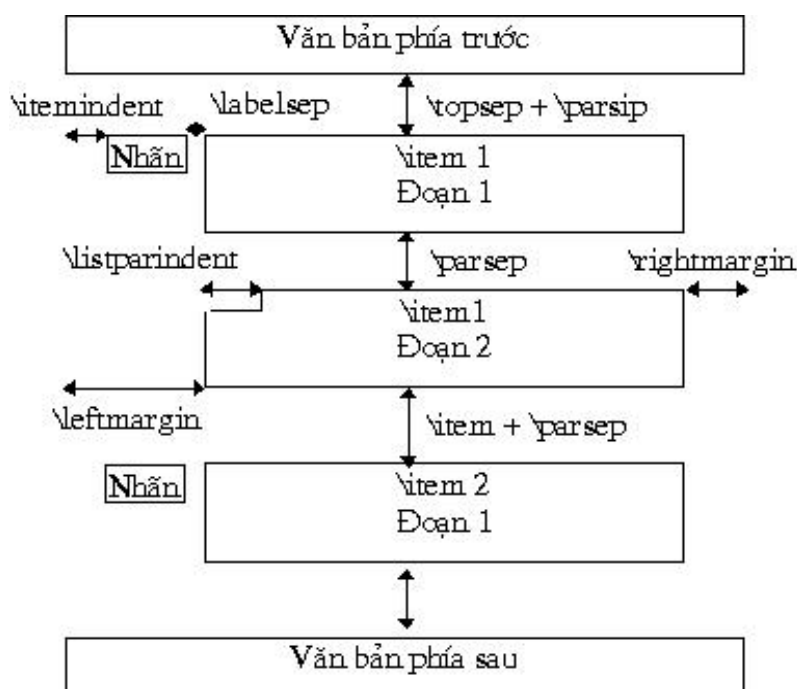 Văn bản phía trước
\itemindent \labelsep \topsep + \parsip
Nhãn
\item 1
Đoạn 1
\listparindent \parsep \rightmargin
\item1
Đoạn 2
\leftmargin
\item + \parsep
Nhãn
\item 2
Đoạn 1
Văn bản phía sau